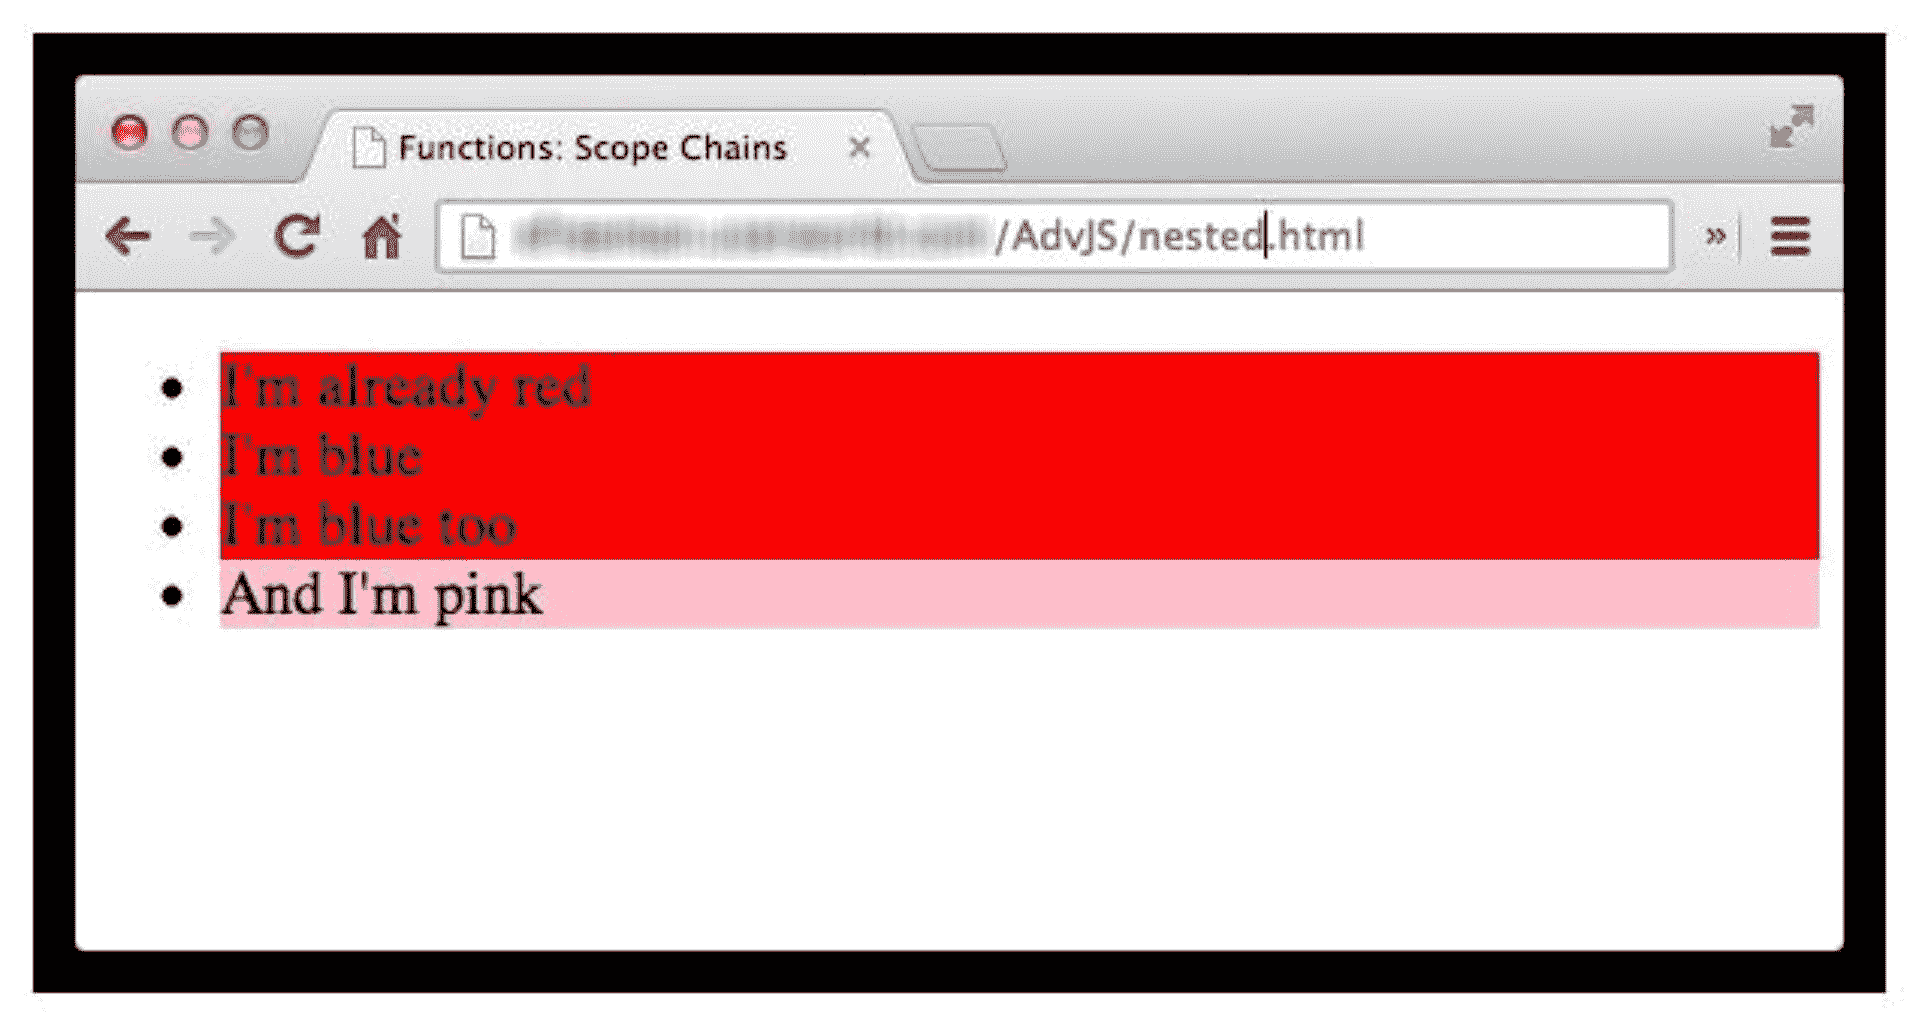 Functions: Scope Chains
/AdvJS/nested.html
I'm already red
I'm blue
I'm blue too
And I'm pink